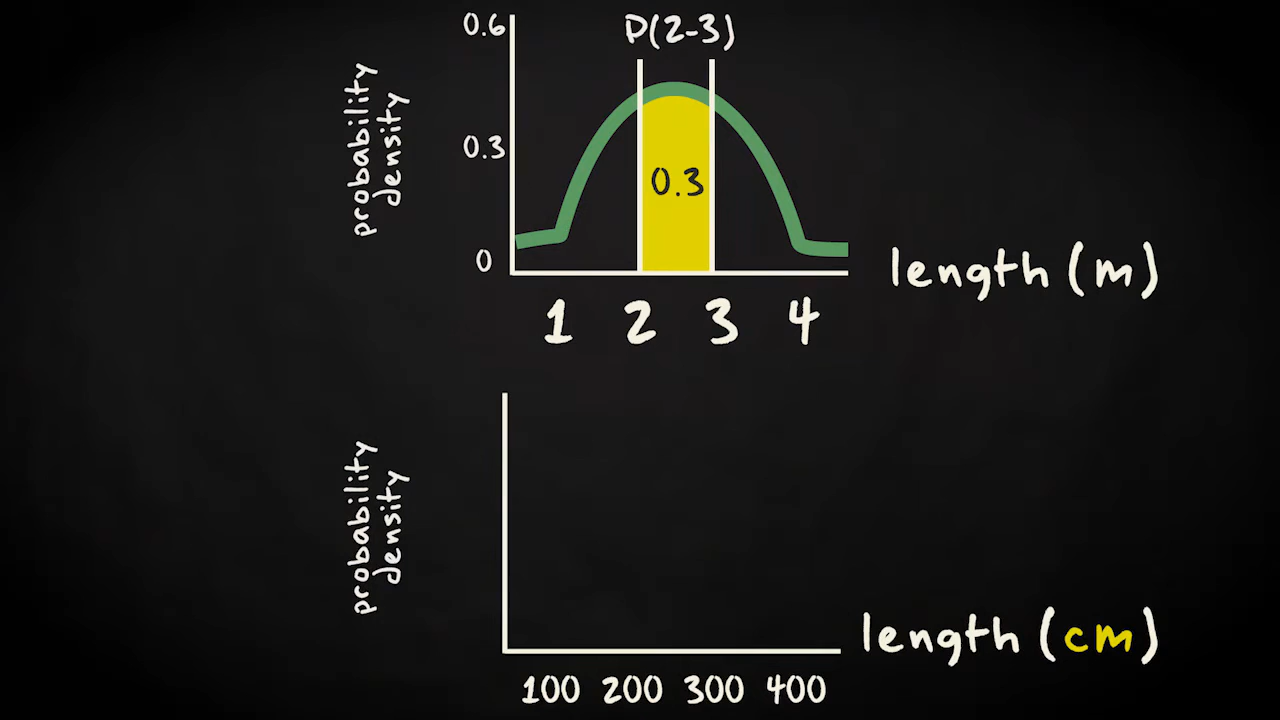 0.6
P(2-3)
probability
density
0.3
0.3
0
length (m)
1 2 3 4
probability
density
length (cm)
100 200 300 400